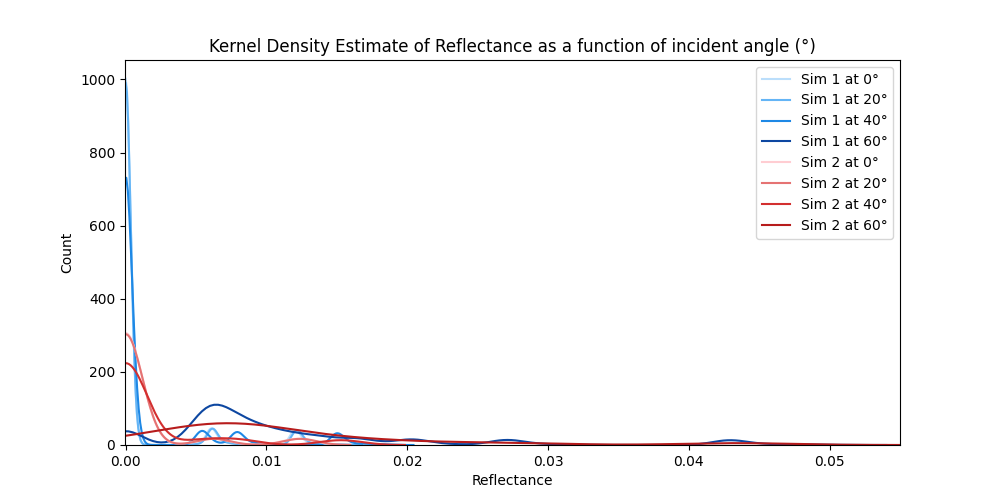 Kernel Density Estimate of Reflectance as a function of incident angle (°)
Count
1000
800
600
400
200
0
0.00 0.01 0.02 0.03 0.04 0.05
Reflectance
Sim 1 at 0°
Sim 1 at 20°
Sim 1 at 40°
Sim 1 at 60°
Sim 2 at 0°
Sim 2 at 20°
Sim 2 at 40°
Sim 2 at 60°